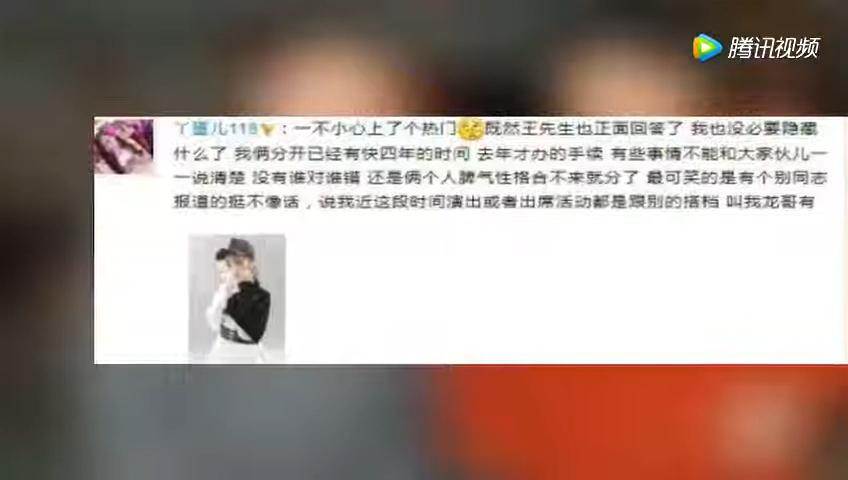 腾讯视频
丫蛋儿118：一不小心上了个热门 既然王先生也正面回答了 我也没必要隐藏
什么了 我俩分开已经有快四年的时间 去年才办的手续 有些事情不能和大家伙儿一
一说清楚 没有谁对谁错 还是俩个人脾气性格合不来就分了 最可笑的是有个别同志
报道的挺不像话，说我近这段时间演出或者出席活动都是跟别的搭档 叫我龙哥有